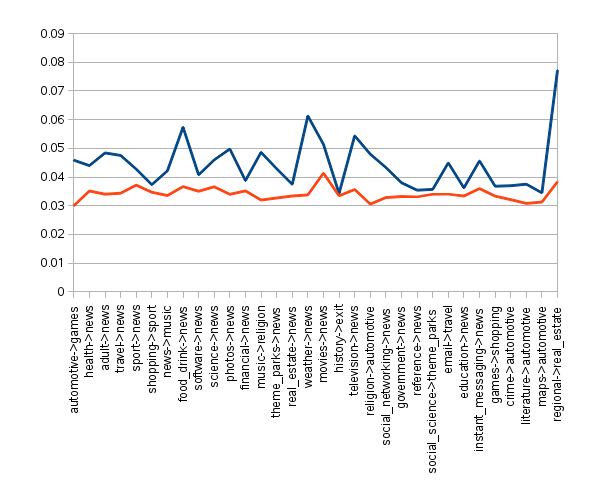 0.09
0.08
0.07
0.06
0.05
0.04
0.03
0.02
0.01
0
automotive->games
health->news
adult->news
travel->news
sport->news
shopping->sport
news->music
food_drink->news
software->news
science->news
photos->news
financial->news
music->religion
theme_parks->news
real_estate->news
weather->news
movies->news
history->exit
television->news
religion->automotive
social_networking->news
government->news
reference->news
social_science->theme_parks
email->travel
education->news
instant_messaging->news
games->shopping
crime->automotive
literature->automotive
maps->automotive
regional->real_estate